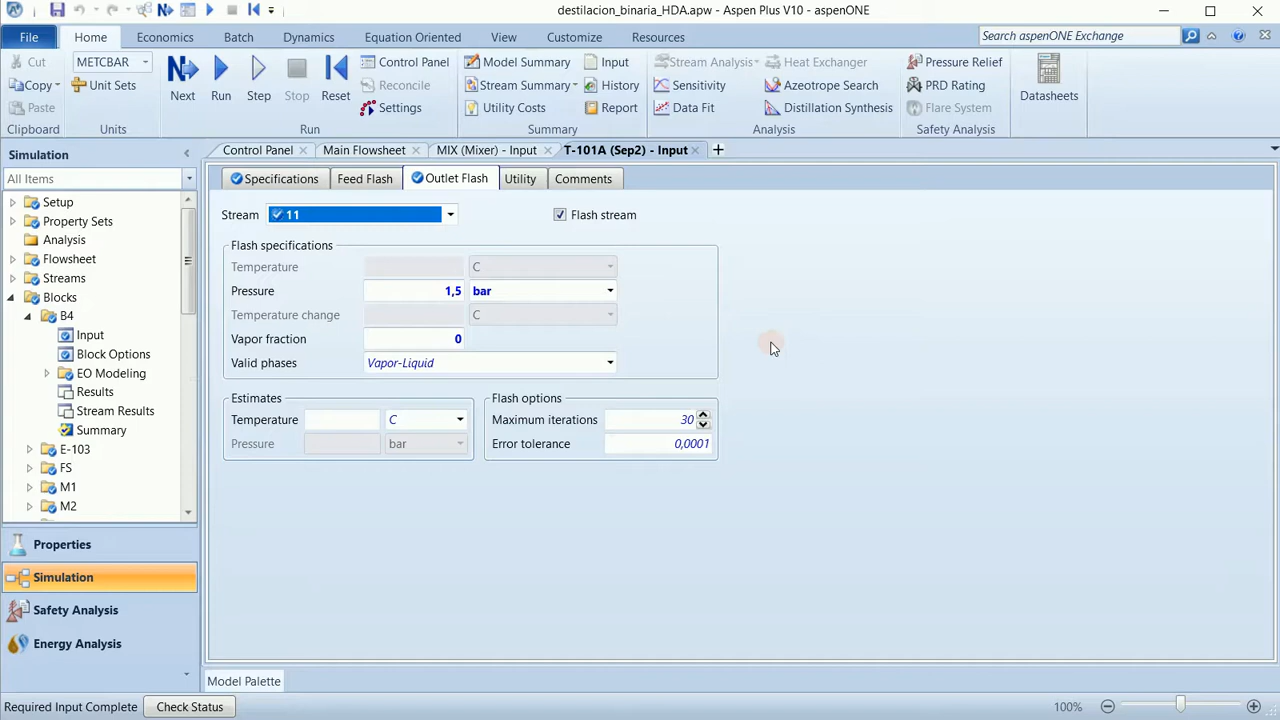 destilacion_binaria_HDA.apw - Aspen Plus V10 - aspenONE
File Home Economics Batch Dynamics Equation Oriented View Customize Resources Search aspenONE Exchange
Cut METCBAR Next Run Step Stop Reset Control Panel Model Summary Input Stream Analysis Heat Exchanger Pressure Relief Datasheets
Copy Unit Sets Reconcile Stream Summary History Sensitivity Azeotrope Search PRD Rating
Paste Settings Utility Costs Report Data Fit Distillation Synthesis Flare System
Clipboard Units Run Summary Analysis Safety Analysis
Simulation Control Panel Main Flowsheet MIX (Mixer) - Input T-101A (Sep2) - Input +
All Items
Specifications Feed Flash Outlet Flash Utility Comments
Setup
Property Sets
Analysis
Flowsheet
Streams
Blocks
B4
Input
Block Options
EO Modeling
Results
Stream Results
Summary
E-103
FS
M1
M2
Stream 11 Flash stream
Flash specifications
Temperature C
Pressure 1,5 bar
Temperature change C
Vapor fraction 0
Valid phases Vapor-Liquid
Estimates
Temperature C
Pressure bar
Flash options
Maximum iterations 30
Error tolerance 0,0001
Properties
Simulation
Safety Analysis
Energy Analysis
Model Palette
Required Input Complete Check Status 100%